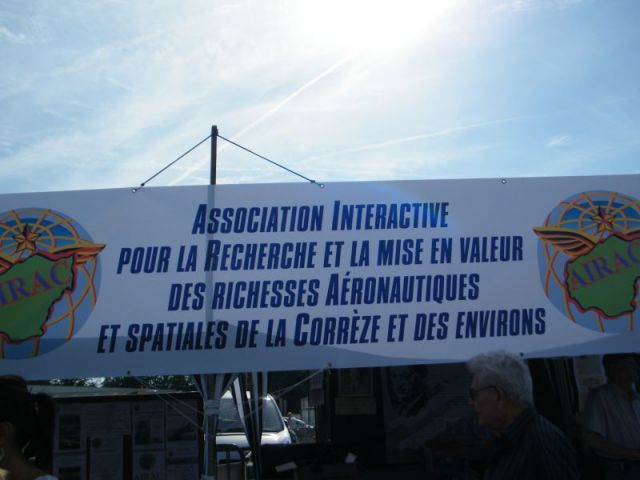 ASSOCIATION INTERACTIVE
POUR LA RECHERCHE ET LA MISE EN VALEUR
DES RICHESSES AÉRONAUTIQUES
ET SPATIALES DE LA CORRÈZE ET DES ENVIRONS
AIRAC
AIRAC